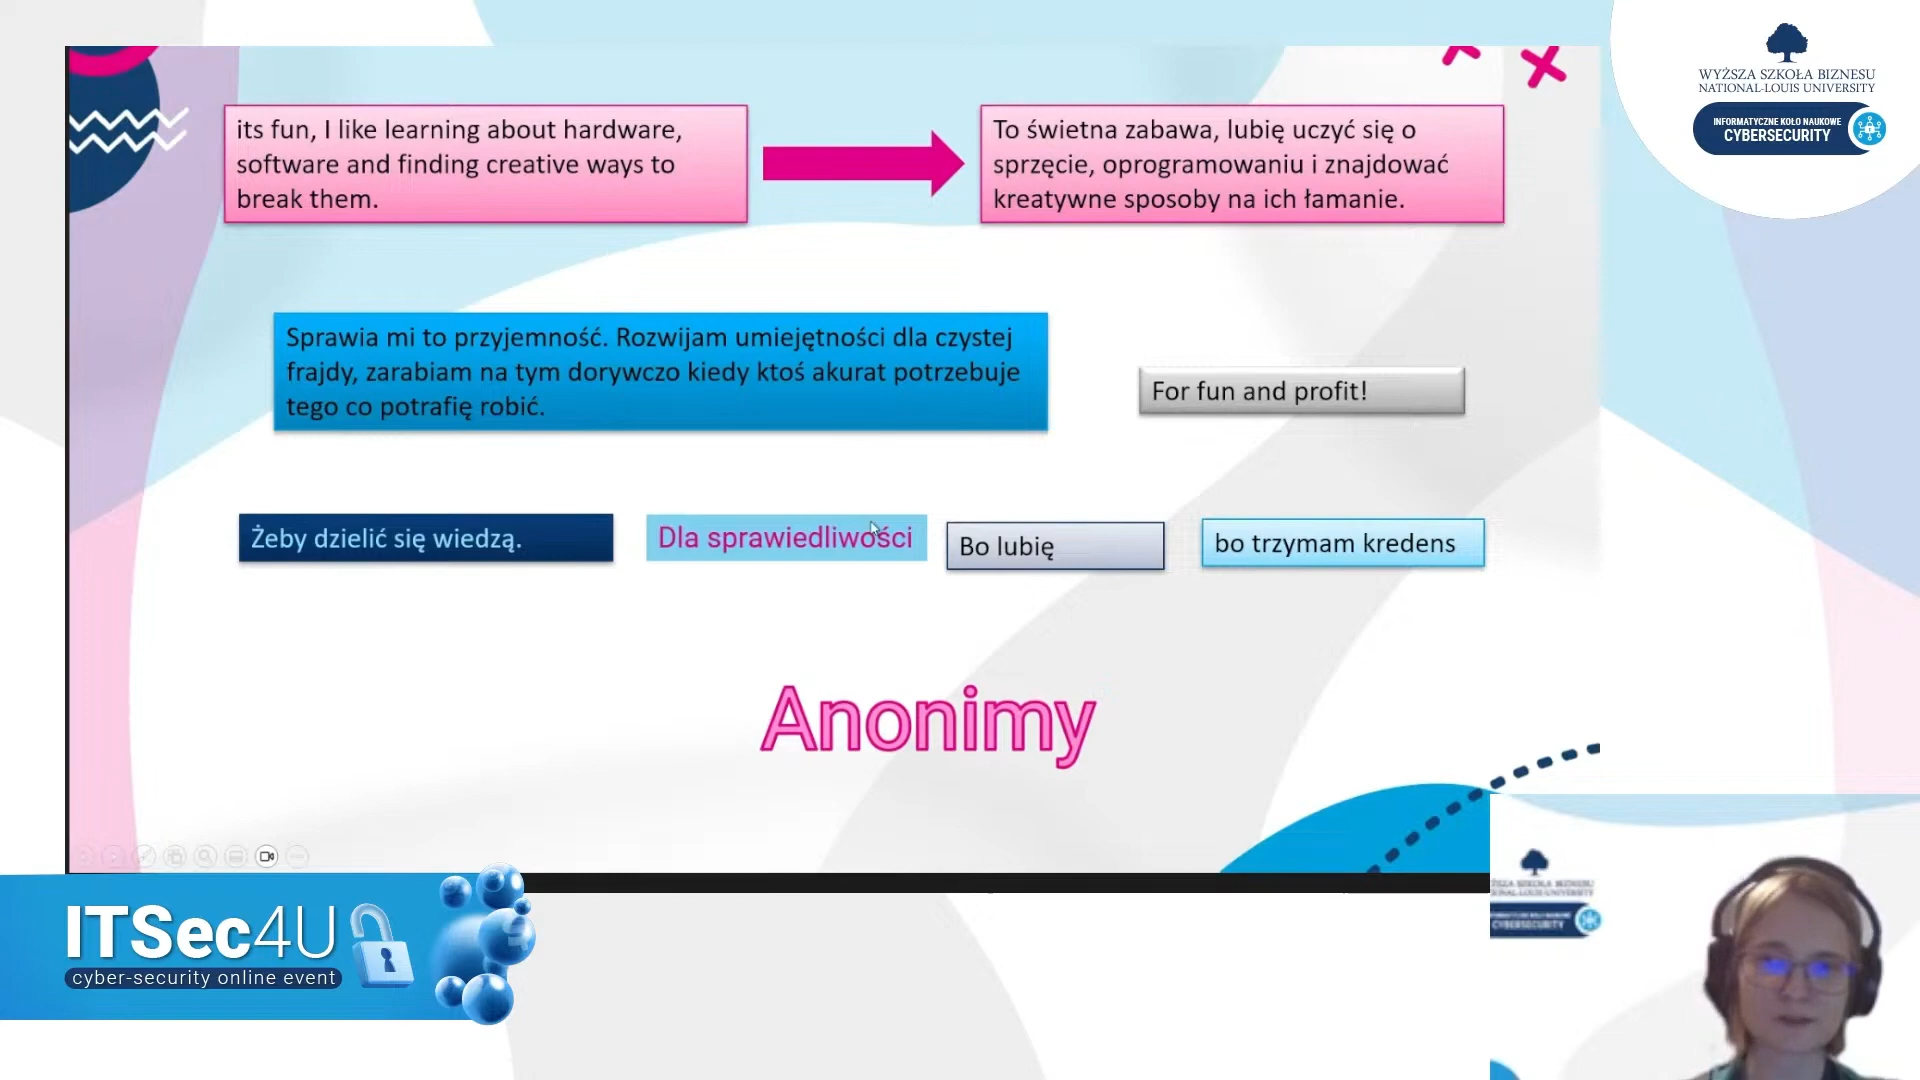 WYŻSZA SZKOŁA BIZNESU
NATIONAL-LOUIS UNIVERSITY
INFORMATYCZNE KOŁO NAUKOWE
CYBERSECURITY
its fun, I like learning about hardware,
software and finding creative ways to
break them.
To świetna zabawa, lubię uczyć się o
sprzęcie, oprogramowaniu i znajdować
kreatywne sposoby na ich łamanie.
Sprawia mi to przyjemność. Rozwijam umiejętności dla czystej
frajdy, zarabiam na tym dorywczo kiedy ktoś akurat potrzebuje
tego co potrafię robić.
For fun and profit!
Żeby dzielić się wiedzą.
Dla sprawiedliwości
Bo lubię
bo trzymam kredens
Anonimy
ITSec4U
cyber-security online event
CYBERSECURITY